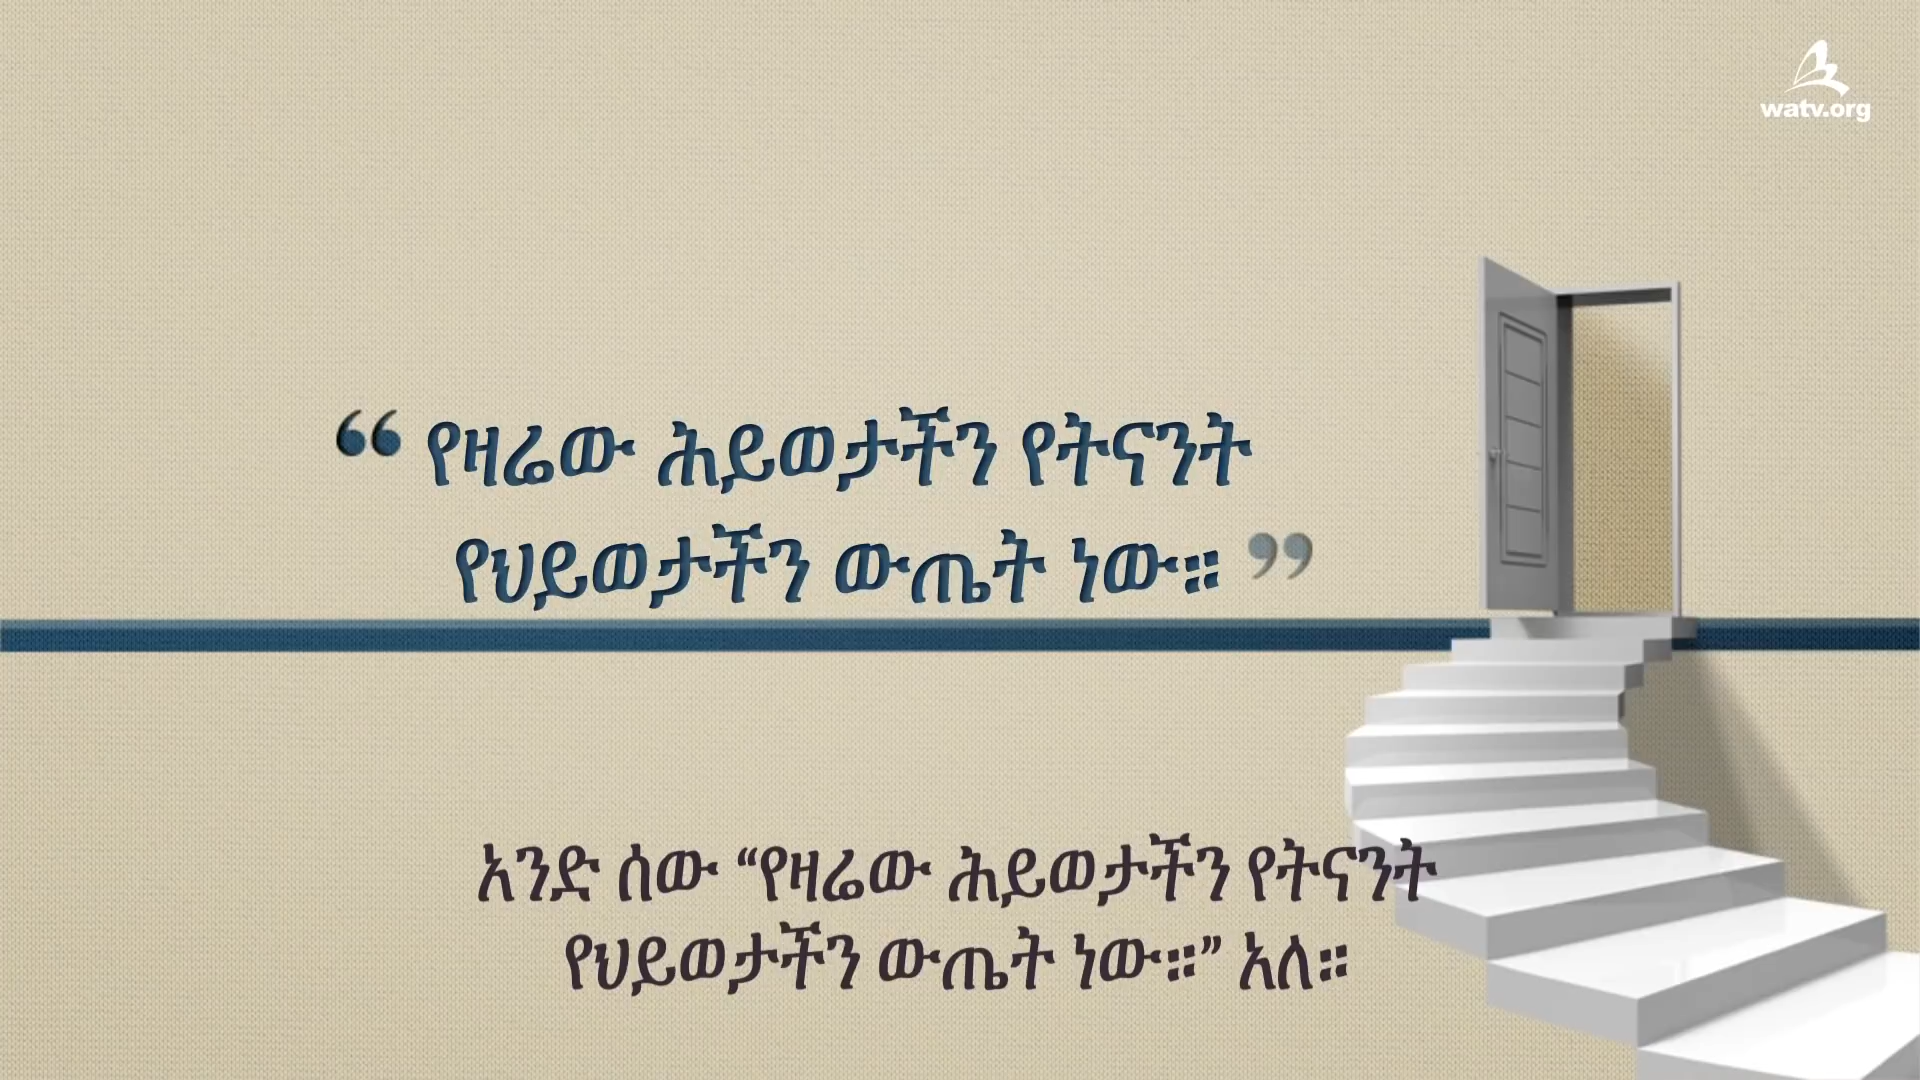 watv.org
“ የዛሬው ሕይወታችን የትናንት
የህይወታችን ውጤት ነው። ”
አንድ ሰው “የዛሬው ሕይወታችን የትናንት
የህይወታችን ውጤት ነው።” አለ።